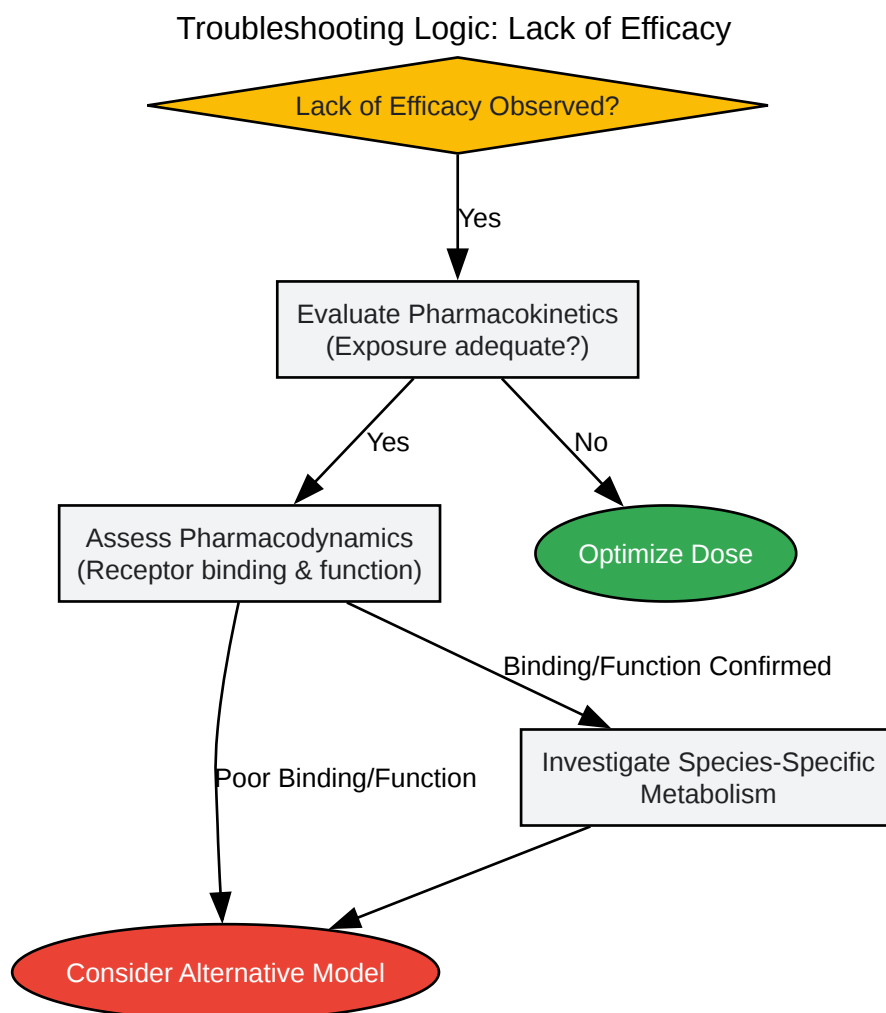 Troubleshooting Logic: Lack of Efficacy
Lack of Efficacy Observed?
Yes
Evaluate Pharmacokinetics
(Exposure adequate?)
Yes
No
Assess Pharmacodynamics
(Receptor binding & function)
Optimize Dose
Binding/Function Confirmed
Poor Binding/Function
Investigate Species-Specific
Metabolism
Consider Alternative Model